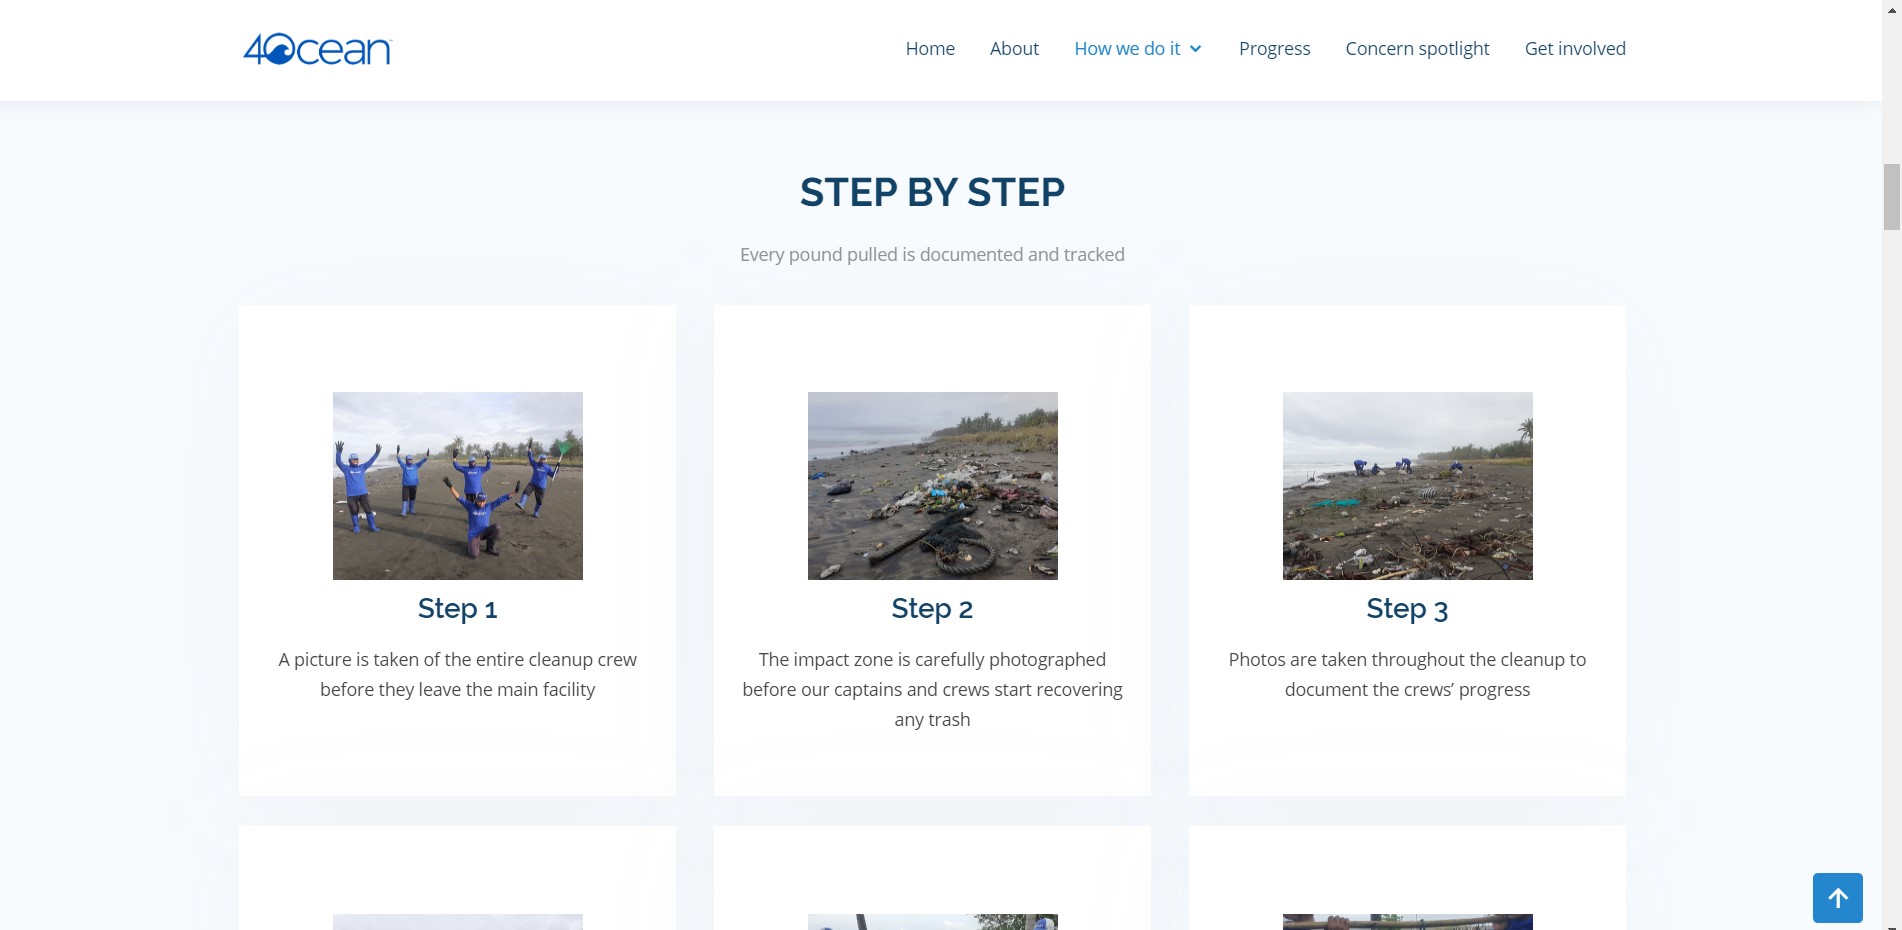 4Ocean
Home About How we do it Progress Concern spotlight Get involved
STEP BY STEP
Every pound pulled is documented and tracked
Step 1
A picture is taken of the entire cleanup crew
before they leave the main facility
Step 2
The impact zone is carefully photographed
before our captains and crews start recovering
any trash
Step 3
Photos are taken throughout the cleanup to
document the crews’ progress